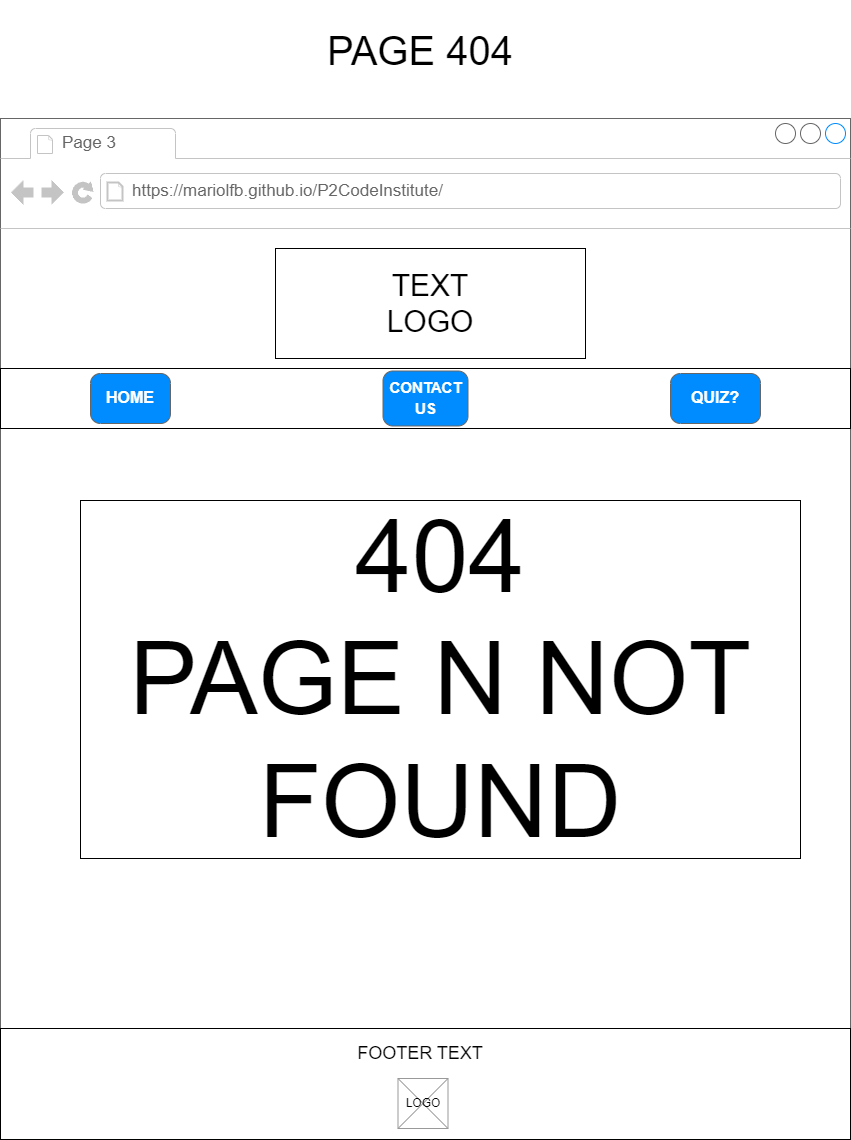 PAGE 404
Page 3
https://mariolfb.github.io/P2CodeInstitute/
TEXT
LOGO
HOME
CONTACT
US
QUIZ?
404
PAGE N NOT
FOUND
FOOTER TEXT
LOGO